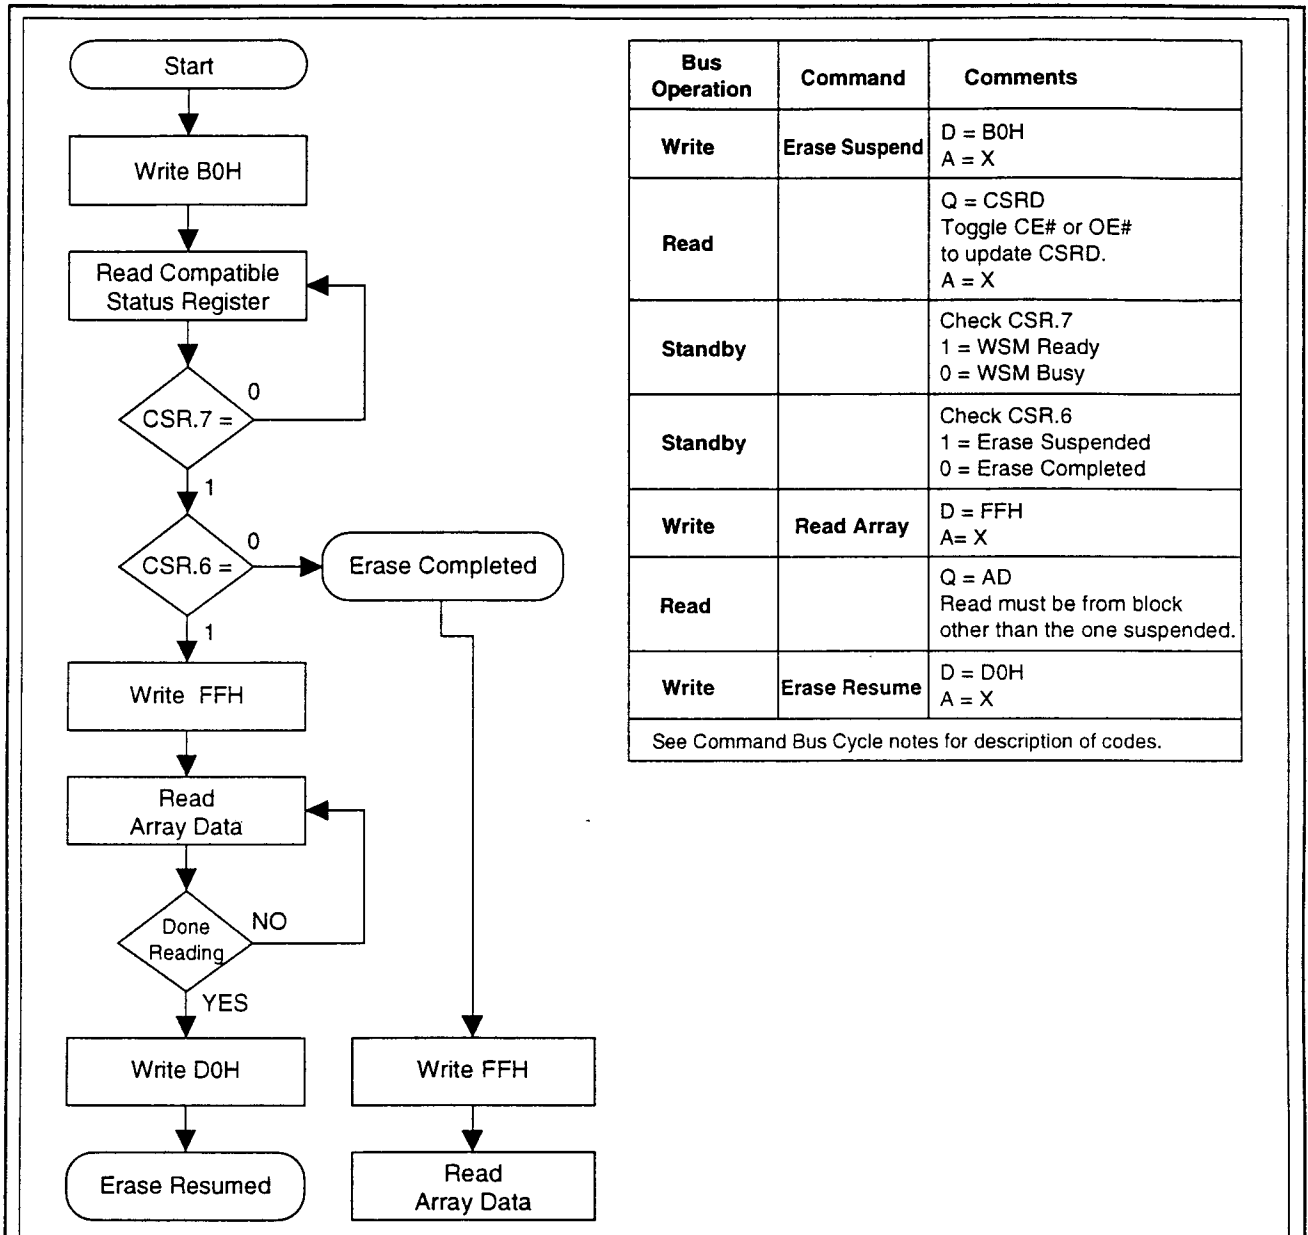 Start
Write B0H
Read Compatible
Status Register
0
CSR.7 =
1
0
CSR.6 =
Erase Completed
1
Write FFH
Read
Array Data
Done
Reading
NO
YES
Write D0H
Write FFH
Erase Resumed
Read
Array Data
Bus
Operation
Command
Comments
Write
Erase Suspend
D = B0H
A = X
Read
Q = CSRD
Toggle CE# or OE#
to update CSRD.
A = X
Standby
Check CSR.7
1 = WSM Ready
0 = WSM Busy
Standby
Check CSR.6
1 = Erase Suspended
0 = Erase Completed
Write
Read Array
D = FFH
A= X
Read
Q = AD
Read must be from block
other than the one suspended.
Write
Erase Resume
D = D0H
A = X
See Command Bus Cycle notes for description of codes.